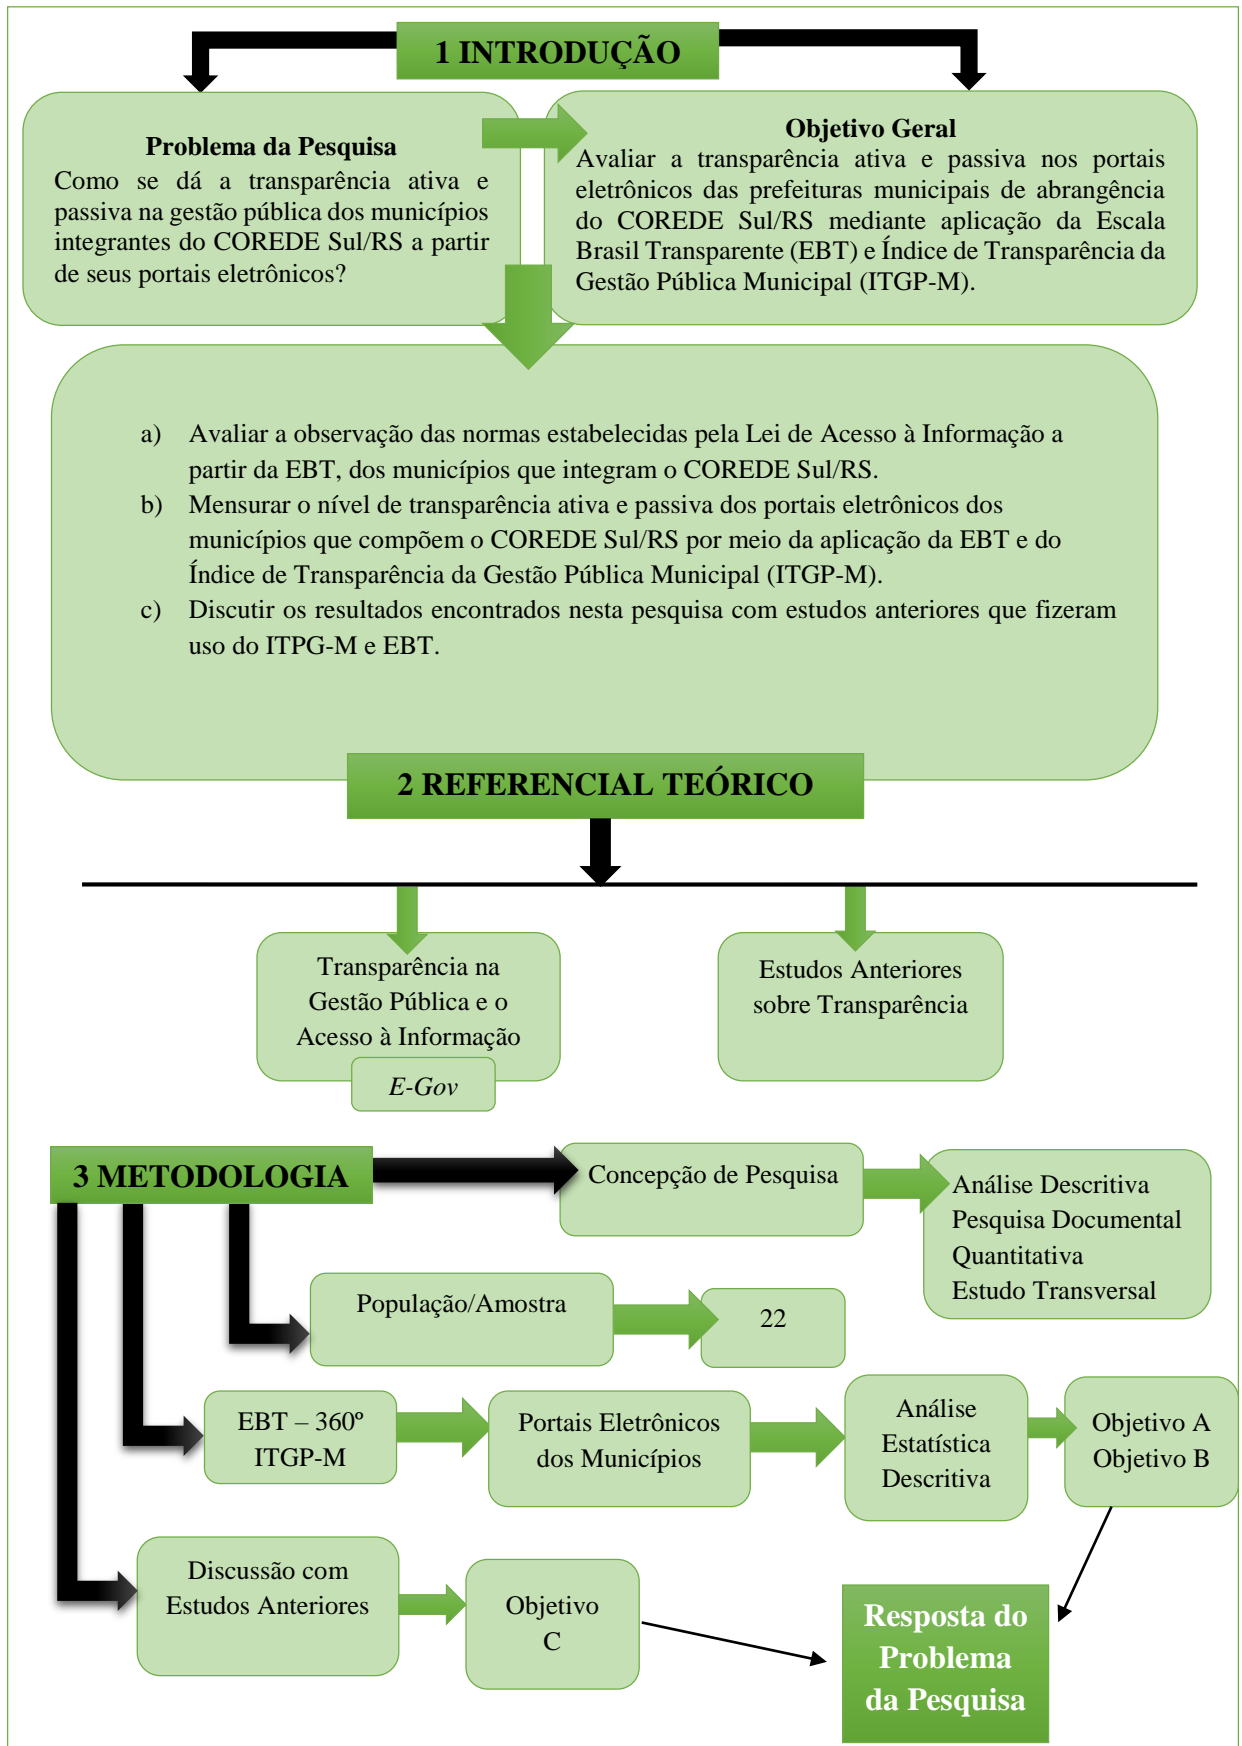 1 INTRODUÇÃO
Problema da Pesquisa
Como se dá a transparência ativa e
passiva na gestão pública dos municípios
integrantes do COREDE Sul/RS a partir
de seus portais eletrônicos?
Objetivo Geral
Avaliar a transparência ativa e passiva nos portais
eletrônicos das prefeituras municipais de abrangência
do COREDE Sul/RS mediante aplicação da Escala
Brasil Transparente (EBT) e Índice de Transparência da
Gestão Pública Municipal (ITGP-M).
a) Avaliar a observação das normas estabelecidas pela Lei de Acesso à Informação a
partir da EBT, dos municípios que integram o COREDE Sul/RS.
b) Mensurar o nível de transparência ativa e passiva dos portais eletrônicos dos
municípios que compõem o COREDE Sul/RS por meio da aplicação da EBT e do
Índice de Transparência da Gestão Pública Municipal (ITGP-M).
c) Discutir os resultados encontrados nesta pesquisa com estudos anteriores que fizeram
uso do ITPG-M e EBT.
2 REFERENCIAL TEÓRICO
Transparência na
Gestão Pública e o
Acesso à Informação
E-Gov
Estudos Anteriores
sobre Transparência
3 METODOLOGIA
Concepção de Pesquisa
Análise Descritiva
Pesquisa Documental
Quantitativa
Estudo Transversal
População/Amostra
22
EBT – 360º
ITGP-M
Portais Eletrônicos
dos Municípios
Análise
Estatística
Descritiva
Objetivo A
Objetivo B
Discussão com
Estudos Anteriores
Objetivo
C
Resposta do
Problema
da Pesquisa